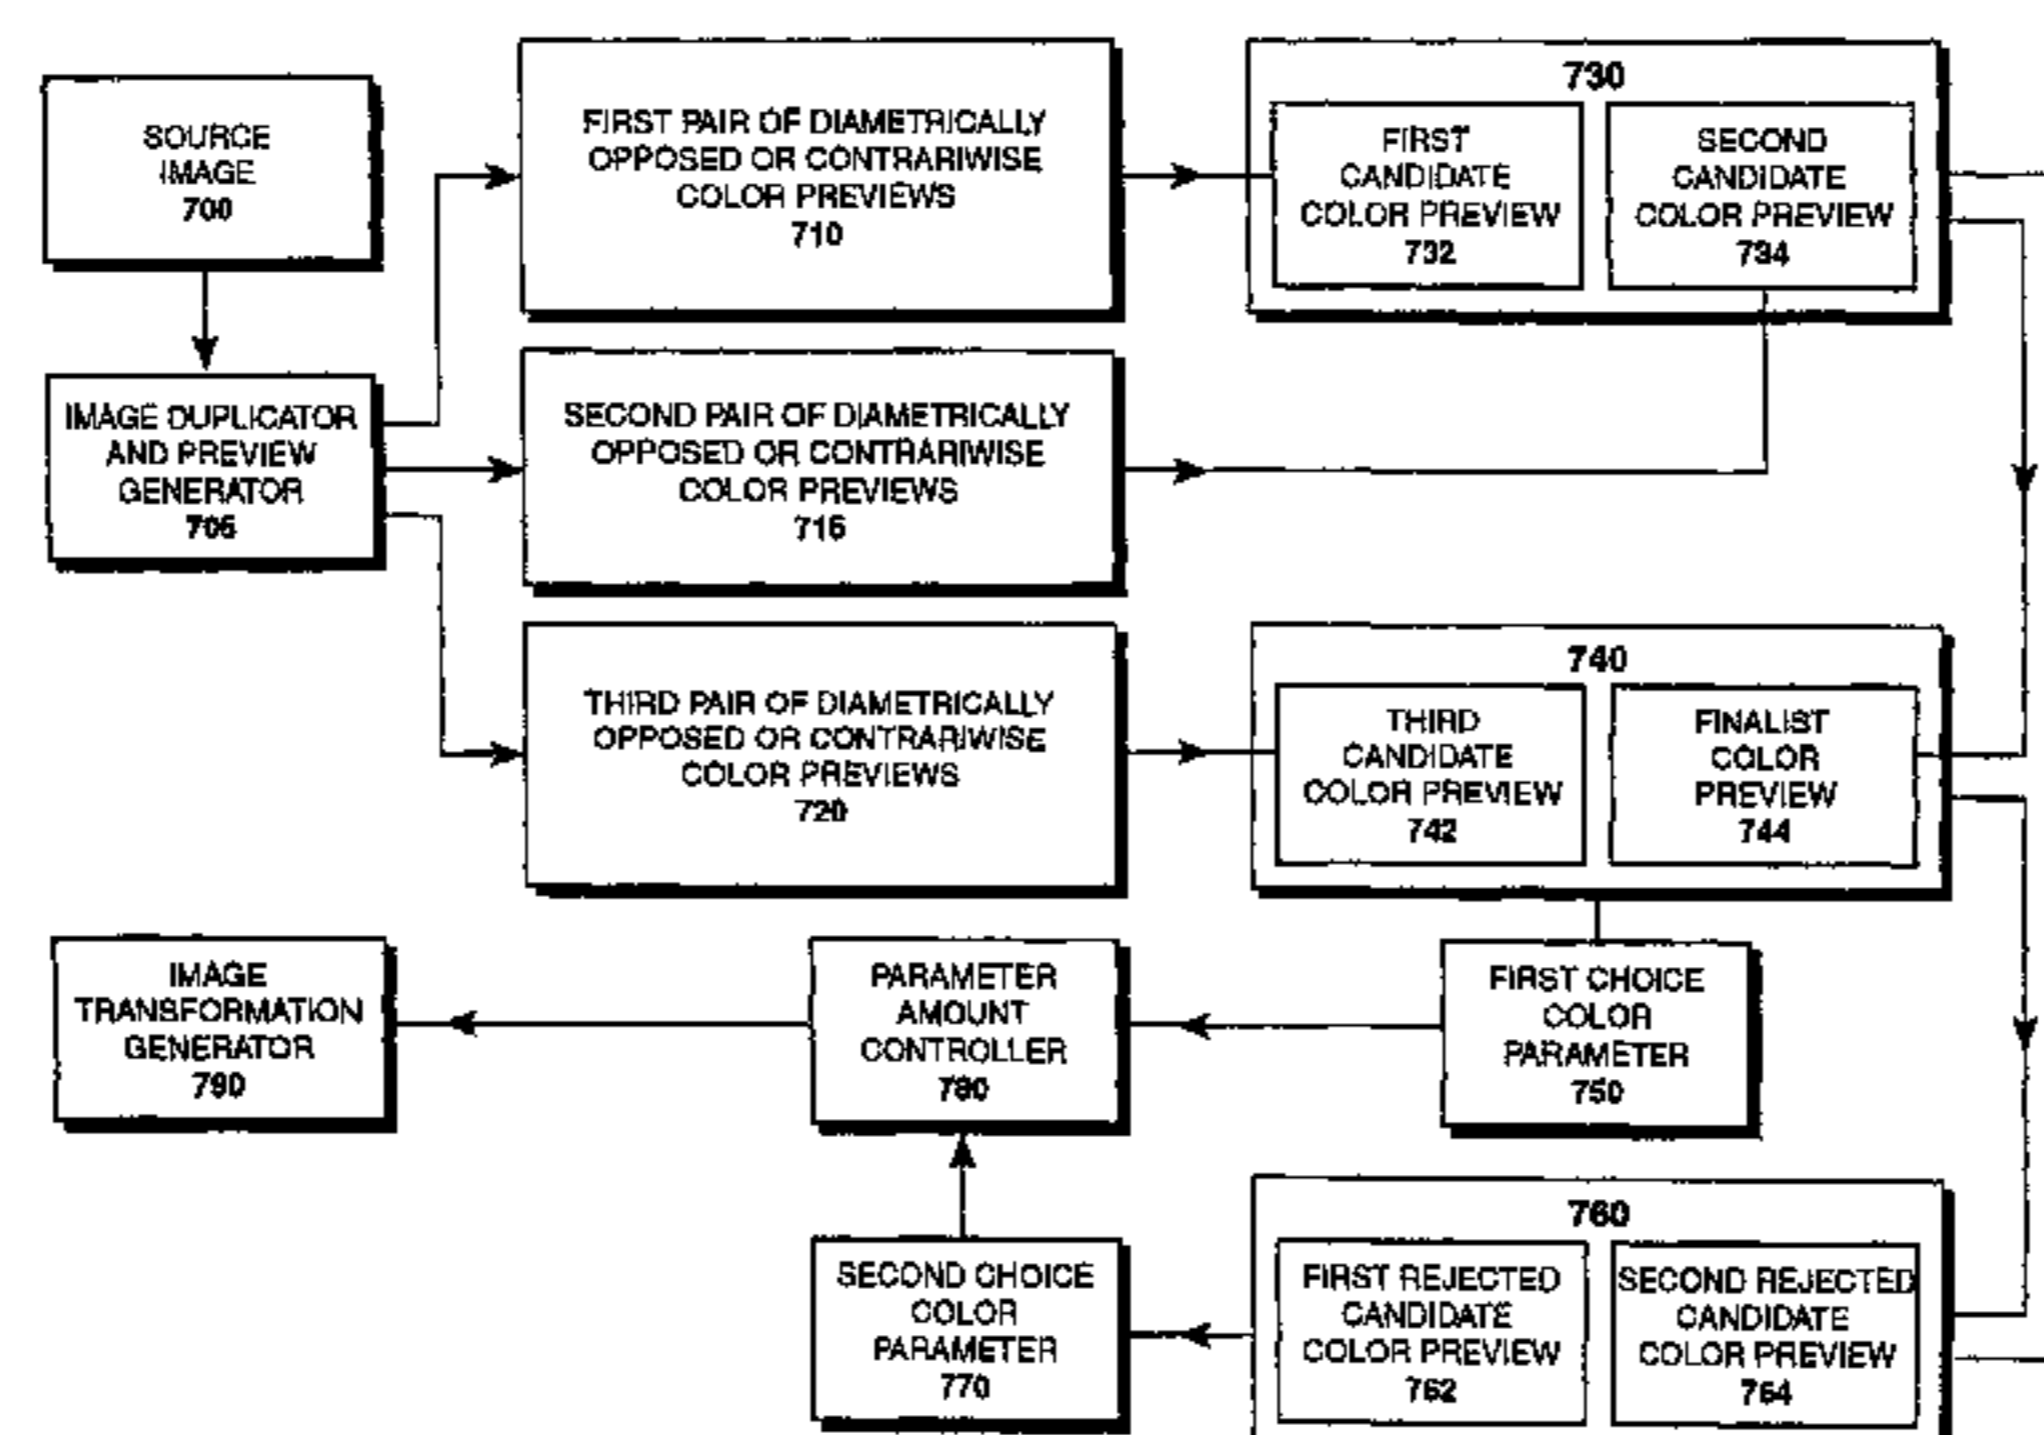 SOURCE
IMAGE
700
IMAGE DUPLICATOR
AND PREVIEW
GENERATOR
705
FIRST PAIR OF DIAMETRICALLY
OPPOSED OR CONTRARIWISE
COLOR PREVIEWS
710
SECOND PAIR OF DIAMETRICALLY
OPPOSED OR CONTRARIWISE
COLOR PREVIEWS
715
THIRD PAIR OF DIAMETRICALLY
OPPOSED OR CONTRARIWISE
COLOR PREVIEWS
720
730
FIRST
CANDIDATE
COLOR PREVIEW
732
SECOND
CANDIDATE
COLOR PREVIEW
734
740
THIRD
CANDIDATE
COLOR PREVIEW
742
FINALIST
COLOR
PREVIEW
744
IMAGE
TRANSFORMATION
GENERATOR
790
PARAMETER
AMOUNT
CONTROLLER
780
FIRST CHOICE
COLOR
PARAMETER
750
SECOND CHOICE
COLOR
PARAMETER
770
760
FIRST REJECTED
CANDIDATE
COLOR PREVIEW
762
SECOND REJECTED
CANDIDATE
COLOR PREVIEW
764